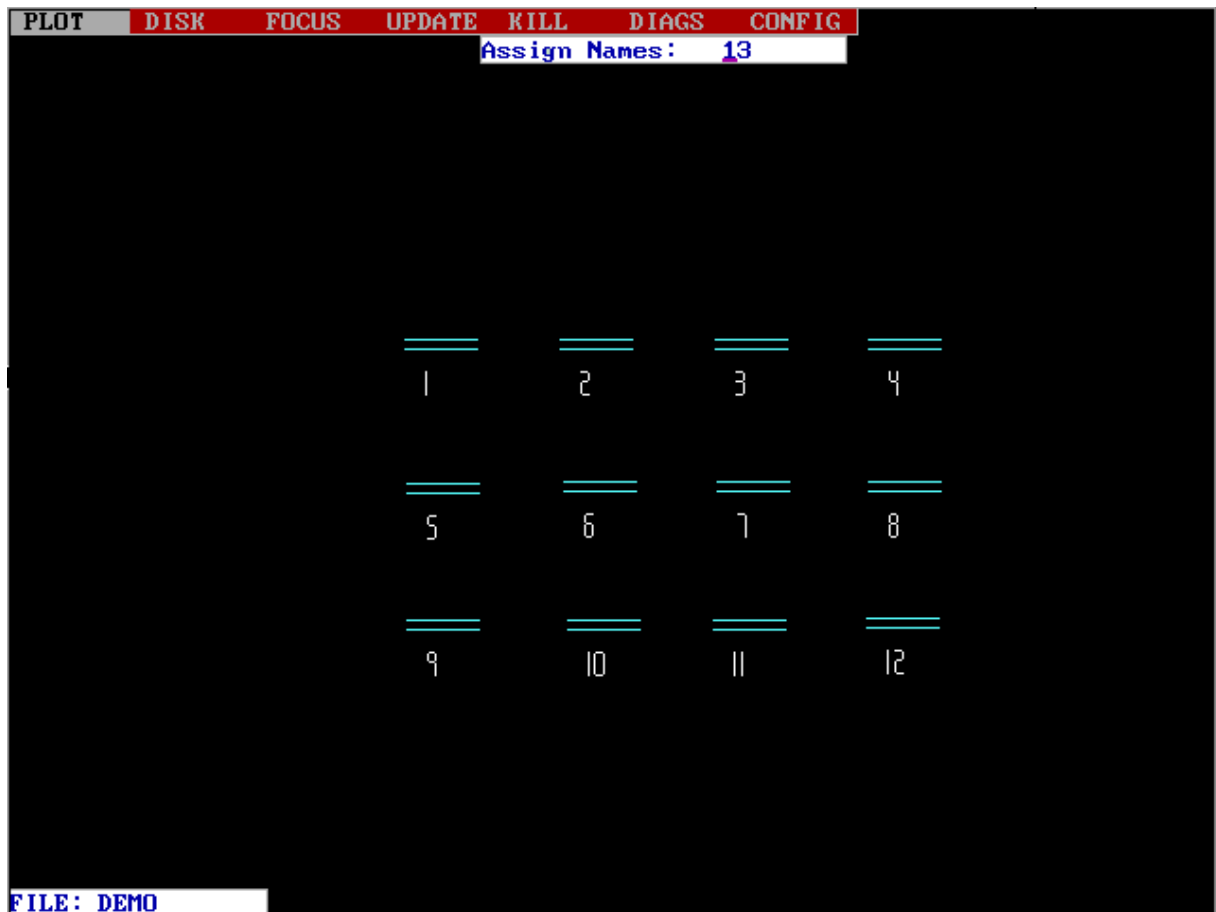 PLOT DISK FOCUS UPDATE KILL DIAGS CONFIG
Assign Names: 13
1 2 3 4
5 6 7 8
9 10 11 12
FILE: DEMO